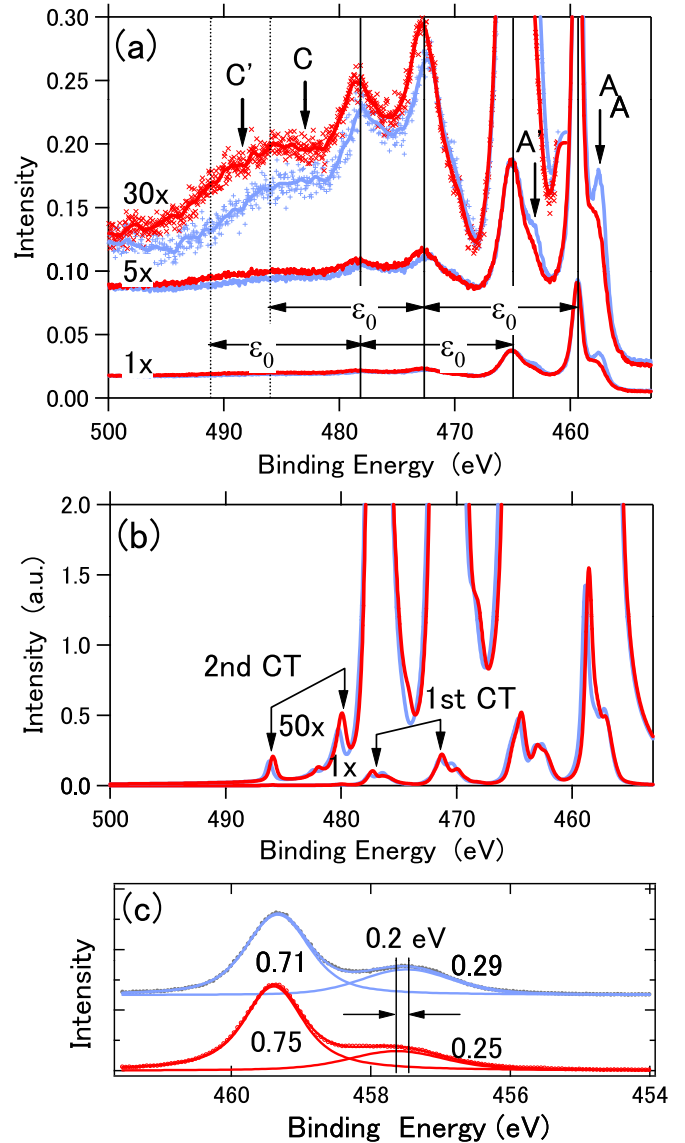 (a)
0.30
0.25
0.20
0.15
0.10
0.05
0.00
Intensity
C'
C
A
A
A'
30x
5x
1x
ε0
ε0
ε0
ε0
500
490
480
470
460
Binding Energy (eV)
(b)
2.0
1.5
1.0
0.5
0.0
Intensity (a.u.)
2nd CT
1st CT
50x
1x
500
490
480
470
460
Binding Energy (eV)
(c)
Intensity
0.2 eV
0.71
0.29
0.75
0.25
460
458
456
454
Binding Energy (eV)